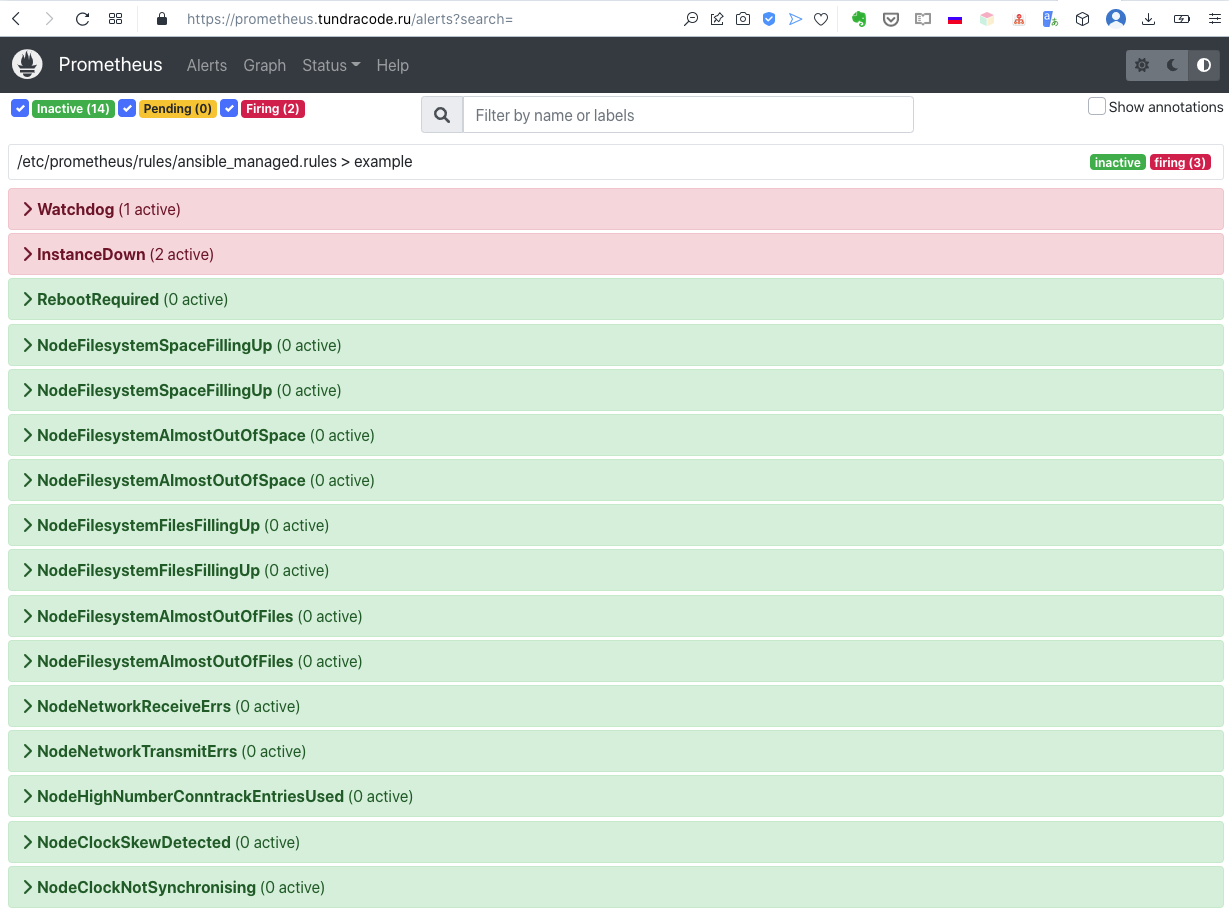 https://prometheus.tundracode.ru/alerts?search=
Prometheus Alerts Graph Status Help
Inactive (14) Pending (0) Firing (2) Filter by name or labels Show annotations
/etc/prometheus/rules/ansible_managed.rules > example inactive firing (3)
Watchdog (1 active)
InstanceDown (2 active)
RebootRequired (0 active)
NodeFilesystemSpaceFillingUp (0 active)
NodeFilesystemSpaceFillingUp (0 active)
NodeFilesystemAlmostOutOfSpace (0 active)
NodeFilesystemAlmostOutOfSpace (0 active)
NodeFilesystemFilesFillingUp (0 active)
NodeFilesystemFilesFillingUp (0 active)
NodeFilesystemAlmostOutOfFiles (0 active)
NodeFilesystemAlmostOutOfFiles (0 active)
NodeNetworkReceiveErrs (0 active)
NodeNetworkTransmitErrs (0 active)
NodeHighNumberConntrackEntriesUsed (0 active)
NodeClockSkewDetected (0 active)
NodeClockNotSynchronising (0 active)